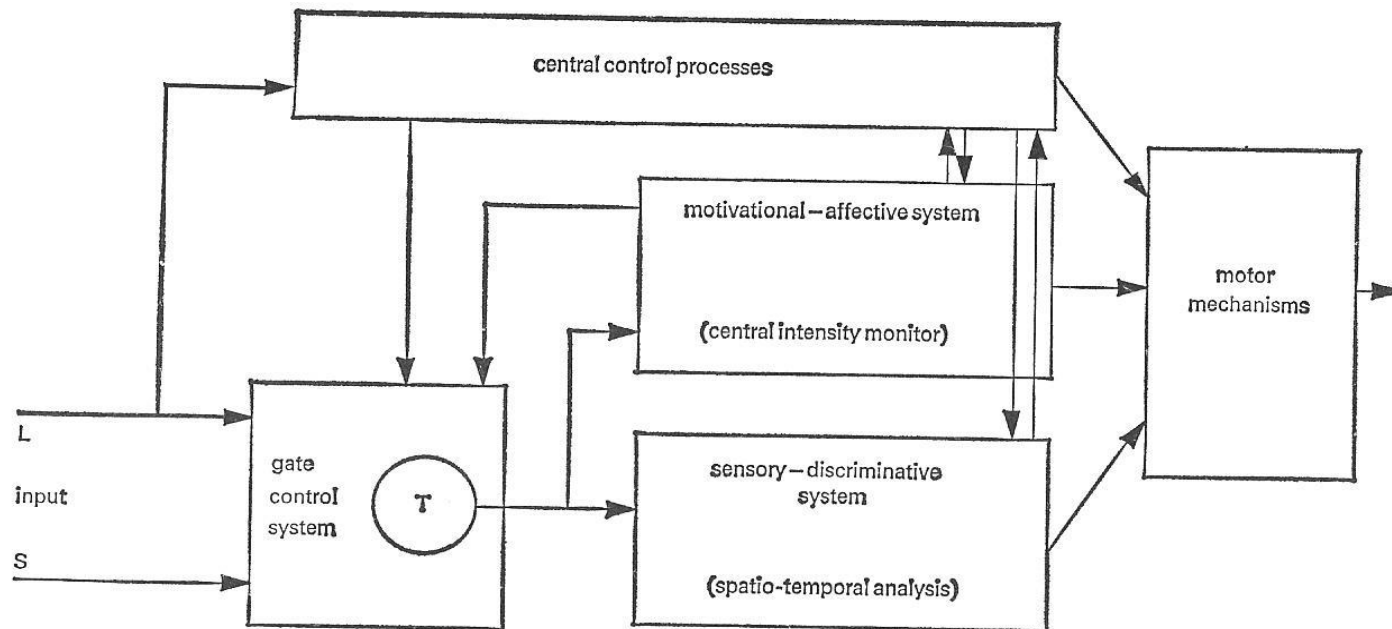 central control processes
motivational–affective system
(central intensity monitor)
motor
mechanisms
L
input
S
gate
control
system
T
sensory–discriminative
system
(spatio-temporal analysis)